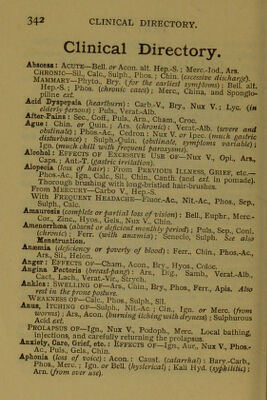 342 CLINICAL DIRECTORY.
Clinical Directory.
Abscess: ACUTE—Bell. or Acon. alt. Hep.-S.; Merc.-Iod., Ars.
CHRONIC—Sil., Calc., Sulph., Phos.; Chin. (excessive discharge).
MAMMARY—Phyto., Bry. (for the earliest symptoms); Bell. alt.
Hep.-S.; Phos. (chronic cases); Merc., China, and Spongio-
piline ext.
Acid Dyspepsia (heartburn): Carb.-V., Bry., Nux V.; Lyc. (in
elderly persons); Puls., Verat-Alb.
After-Pains: Sec., Coff., Puls., Arn., Cham., Croc.
Ague: Chin. or Quin., Ars. (chronic): Verat-Alb. (severe and
obstinate); Phos-Ac., Cedron; Nux V. or Ipec. (much gastric
disturbance); Sulph-Quin. (obstinate, symptoms variable);
Ign. (much chill with frequent paroxysms).
Alcohol: EFFECTS OF EXCESSIVE USE OF—Nux V., Opi., Ars.,
Caps.; Ant-T. (gastric irritation).
Alopecia (loss of hair): FROM PREVIOUS ILLNESS, GRIEF, etc.—
Phos-Ac., Ign., Calc., Sil., Chin., Canth. (and ext. in pomade).
Thorough brushing with long-bristled hair-brushes.
FROM MERCURY—Carbo V., Hep.-S.
WITH FREQUENT HEADACHE—Fluor.-Ac., Nit-Ac., Phos., Sep.,
Sulph., Calc.
Amaurosis (complete or partial loss of vision): Bell., Euphr., Merc-
Cor., Zinc., Hyos., Gels., Nux V., Chin.
Amenorrhœa (absent or deficient monthly period); Puls., Sep., Coni.
(chronic); Ferr. (with anæmia); Senecio, Sulph. See also
Menstruation.
Anæmia (deficiency or poverty of blood): Ferr., Chin., Phos-Ac.,
Ars., Sil., Helon.
Anger: EFFECTS OF—Cham., Acon., Bry., Hyos., Coloc.
Angina Pectoris (breast-pang): Ars., Dig., Samb., Verat-Alb.,
Cact., Lach., Verat-Vir., Strych.
Ankles: SWELLING OF—Ars., Chin., Bry., Phos., Ferr., Apis. Also
rest in the prone posture.
WEAKNESS OF—Calc., Phos., Sulph., Sil.
Anus, ITCHING OF—Sulph., Nit-Ac.; Cin., Ign. or Merc. (from
worms); Ars., Acon. (burning itching with dryness); Sulphurous
Acid ext.
PROLAPSUS OF—Ign., Nux V., Podoph., Merc. Local bathing,
injections, and carefully returning the prolapsus.
Anxiety, Care, Grief, etc.: EFFECTS OF—Ign., Aur., Nux V., Phos-
Ac., Puls., Gels., Chin.
Aphonia (loss of voice): Acon.; Caust. (catarrhal); Bary.-Carb.,
Phos., Merc.; Ign. or Bell. (hysterical); Kali Hyd. (syphilitic);
Arn. (from over use).